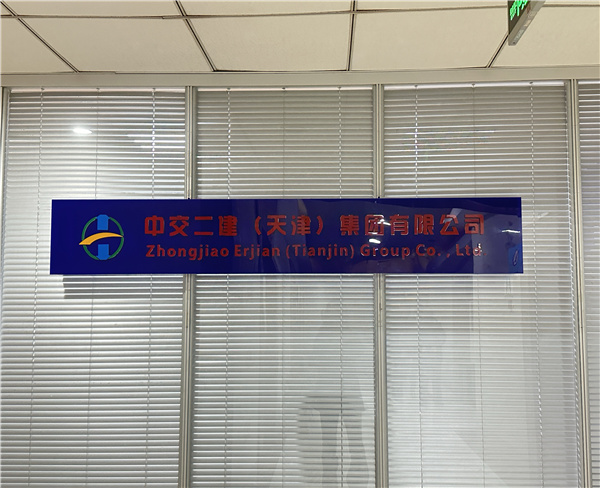 中交二建（天津）集团有限公司
Zhongjiao Erjian (Tianjin) Group Co. , Ltd